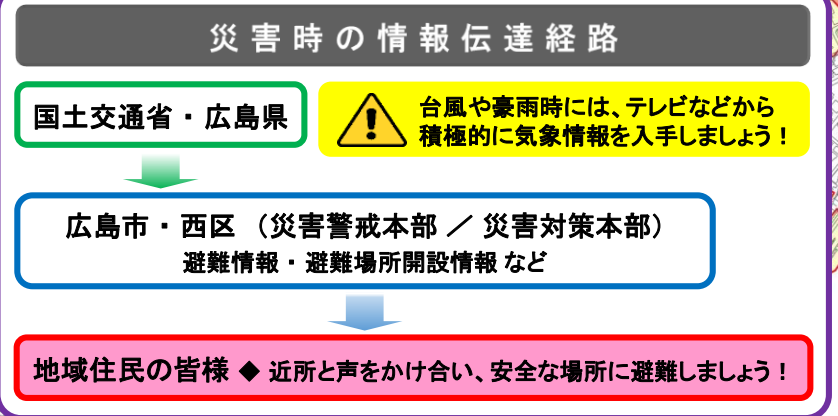 災害時の情報伝達経路
国土交通省・広島県
台風や豪雨時には、テレビなどから
積極的に気象情報を入手しましょう！
広島市・西区 （災害警戒本部 ／ 災害対策本部）
避難情報・避難場所開設情報 など
地域住民の皆様 ◆ 近所と声をかけ合い、安全な場所に避難しましょう！